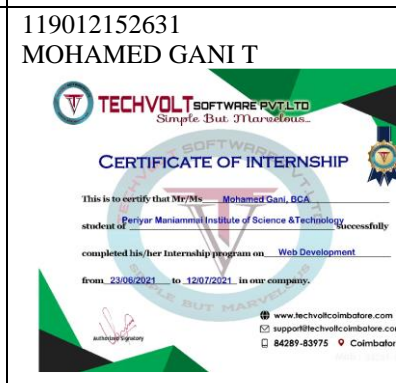 119012152631
MOHAMED GANI T
TECHVOLT SOFTWARE PVT.LTD
Simple But Marvelous...
CERTIFICATE OF INTERNSHIP
This is to certify that Mr/Ms Mohamed Gani, BCA
student of Periyar Maniammai Institute of Science &Technology successfully
completed his/her Internship program on Web Development
from 23/06/2021 to 12/07/2021 in our company.
www.techvoltcoimbatore.com
support@techvoltcoimbatore.com
Authorized Signatory
84289-83975 Coimbator